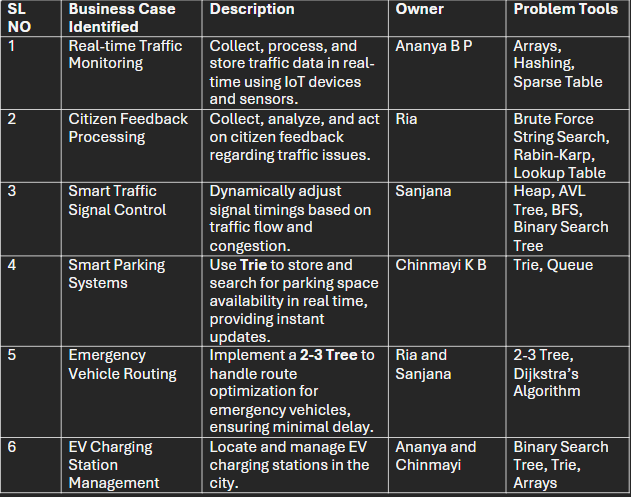 SL NO Business Case Identified Description Owner Problem Tools
1 Real-time Traffic Monitoring Collect, process, and store traffic data in real-time using IoT devices and sensors. Ananya B P Arrays, Hashing, Sparse Table
2 Citizen Feedback Processing Collect, analyze, and act on citizen feedback regarding traffic issues. Ria Brute Force String Search, Rabin-Karp, Lookup Table
3 Smart Traffic Signal Control Dynamically adjust signal timings based on traffic flow and congestion. Sanjana Heap, AVL Tree, BFS, Binary Search Tree
4 Smart Parking Systems Use Trie to store and search for parking space availability in real time, providing instant updates. Chinmayi K B Trie, Queue
5 Emergency Vehicle Routing Implement a 2-3 Tree to handle route optimization for emergency vehicles, ensuring minimal delay. Ria and Sanjana 2-3 Tree, Dijkstra's Algorithm
6 EV Charging Station Management Locate and manage EV charging stations in the city. Ananya and Chinmayi Binary Search Tree, Trie, Arrays